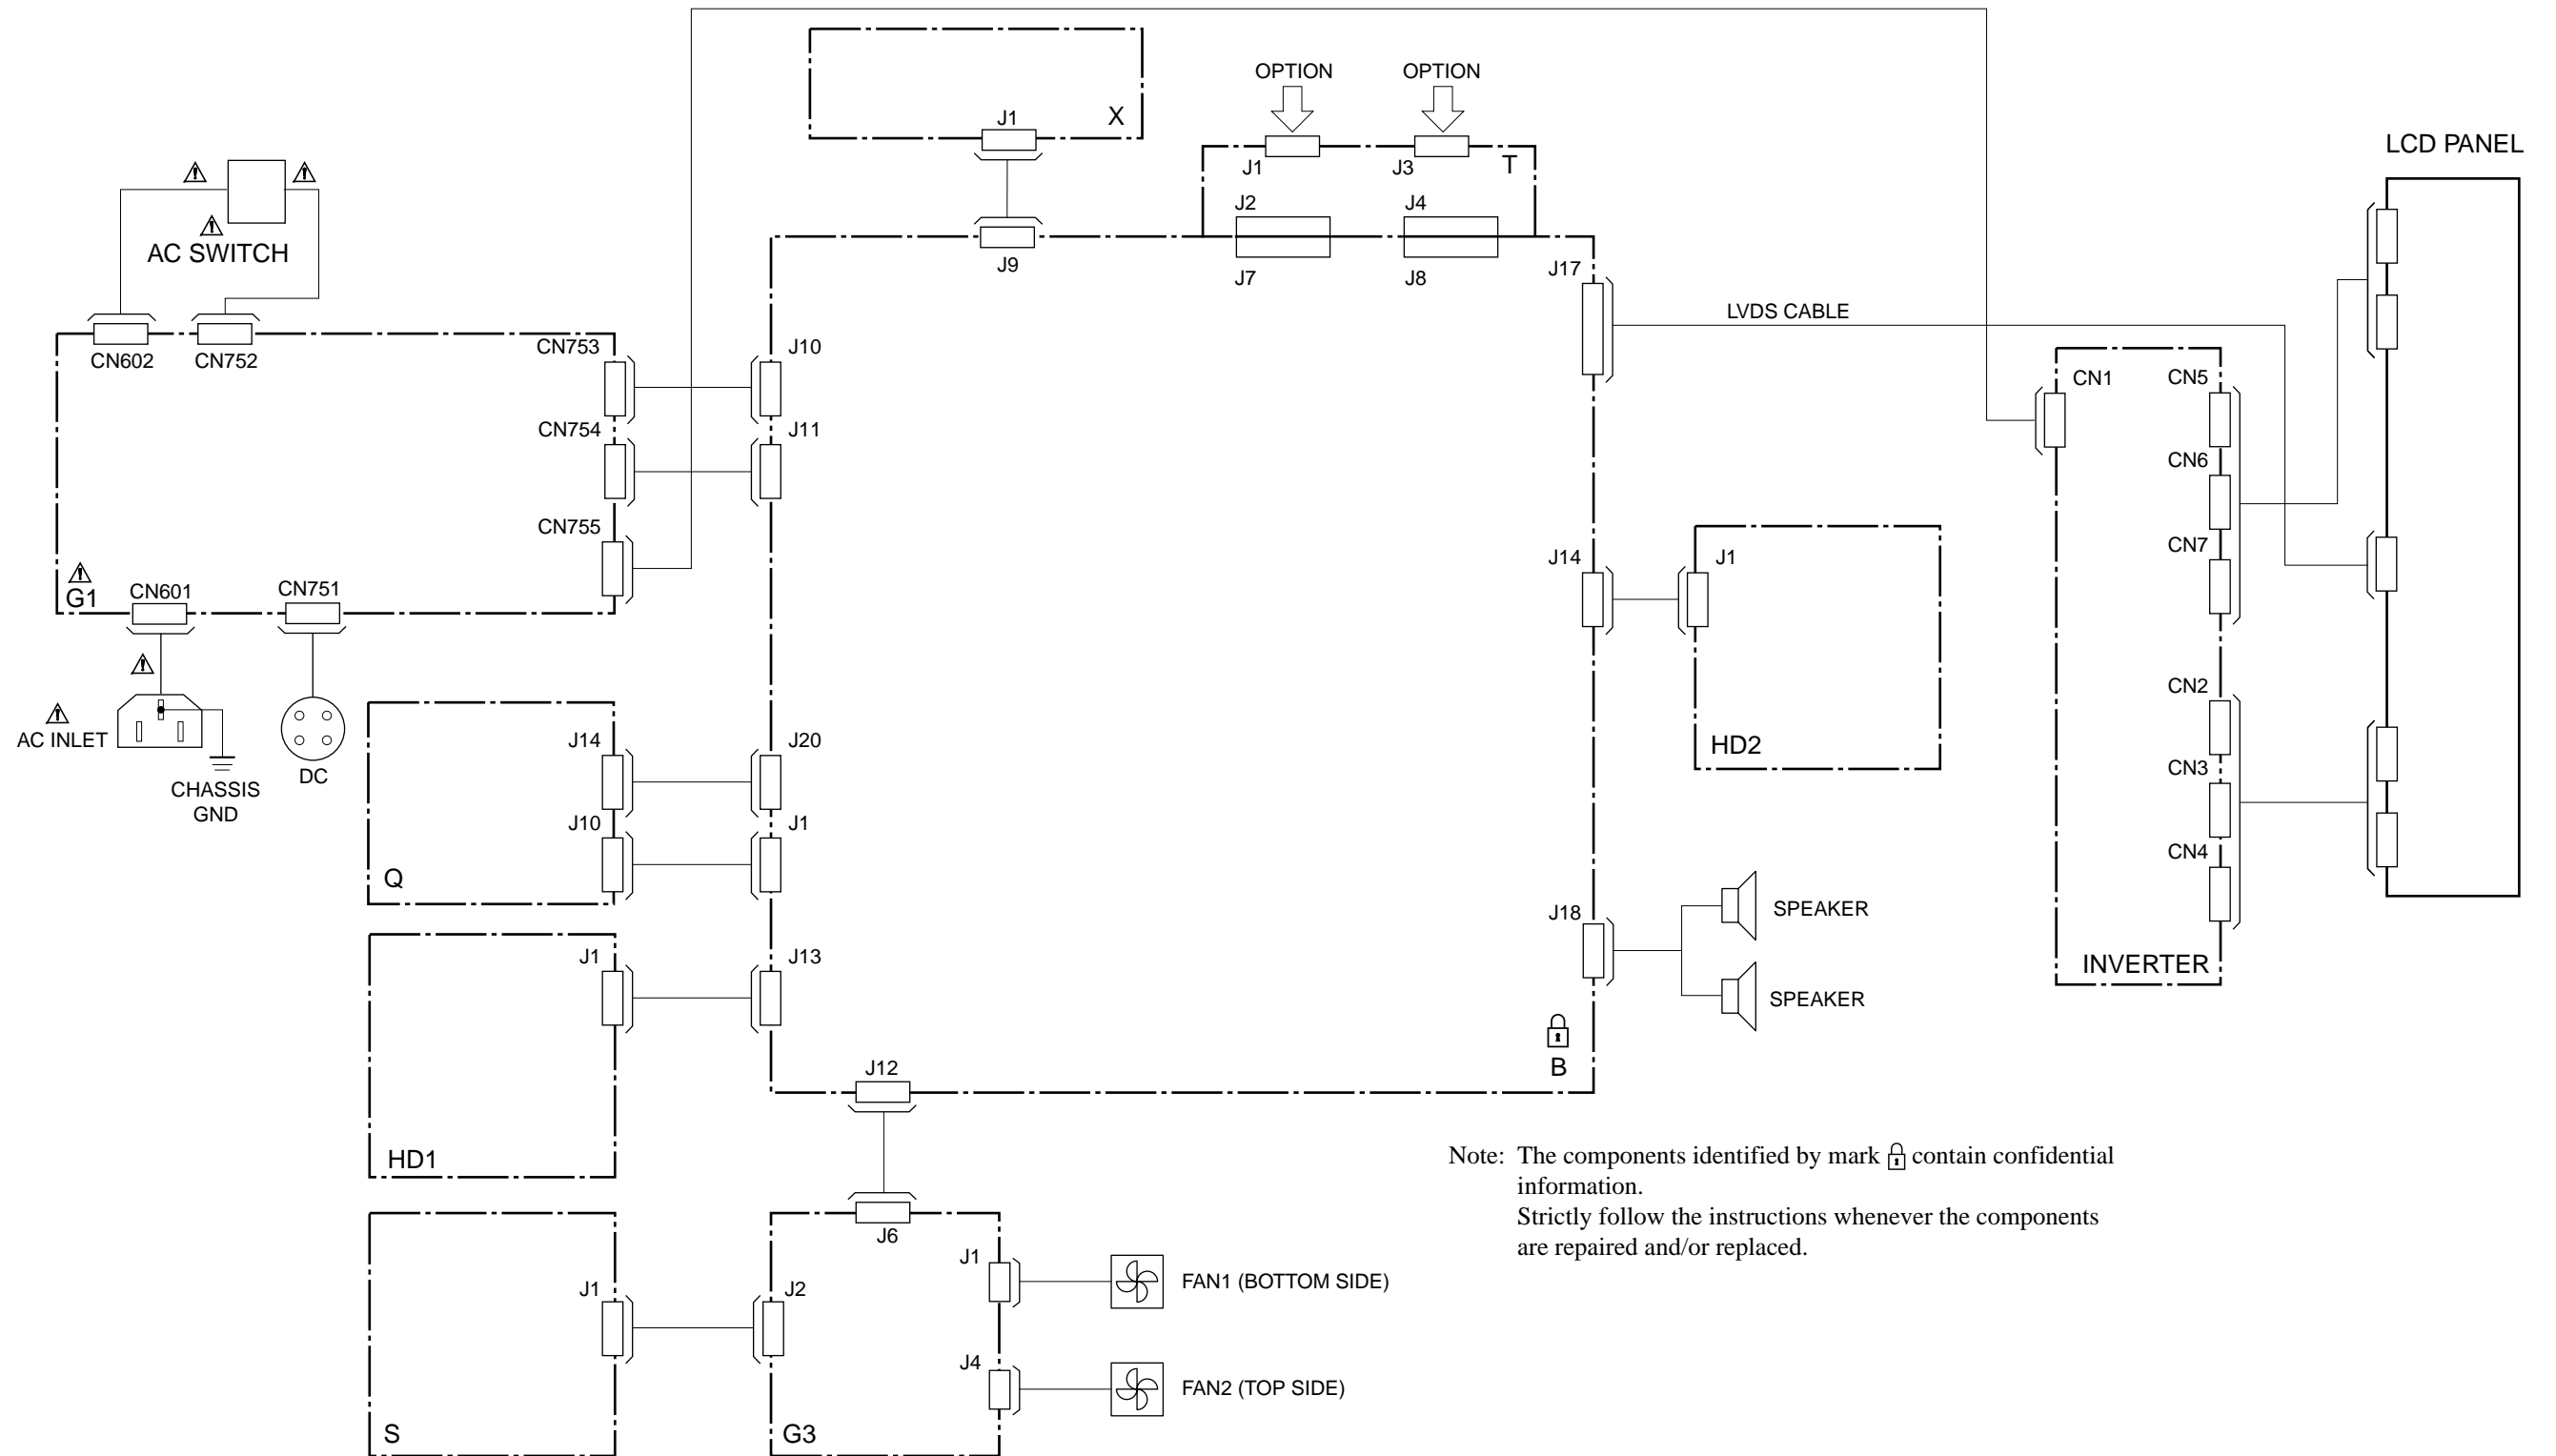 OPTION
OPTION
J1
X
J1
J3
T
LCD PANEL
J2
J4
AC SWITCH
J9
J7
J8
J17
LVDS CABLE
CN602
CN752
CN753
J10
CN1
CN5
CN754
J11
CN6
CN755
CN7
J14
J1
G1
CN601
CN751
CN2
AC INLET
J14
J20
HD2
DC
CN3
CHASSIS
GND
J10
J1
CN4
Q
J18
SPEAKER
J1
J13
INVERTER
SPEAKER
B
J12
HD1
Note: The components identified by mark contain confidential
information.
Strictly follow the instructions whenever the components
are repaired and/or replaced.
J6
J1
FAN1 (BOTTOM SIDE)
J1
J2
J4
FAN2 (TOP SIDE)
S
G3